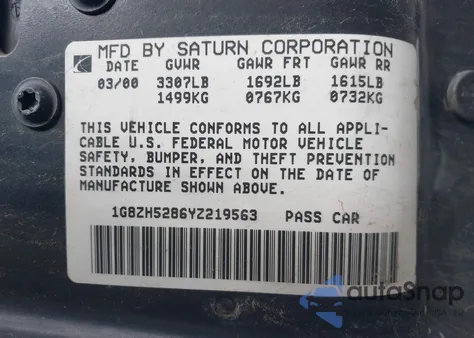 MFD BY SATURN CORPORATION
DATE GVWR GAWR FRT GAWR RR
03/00 3307LB 1692LB 1615LB
1499KG 0767KG 0732KG
THIS VEHICLE CONFORMS TO ALL APPLI-
CABLE U.S. FEDERAL MOTOR VEHICLE
SAFETY, BUMPER, AND THEFT PREVENTION
STANDARDS IN EFFECT ON THE DATE OF
MANUFACTURE SHOWN ABOVE.
1G8ZH5286YZ219563 PASS CAR
autoSnap